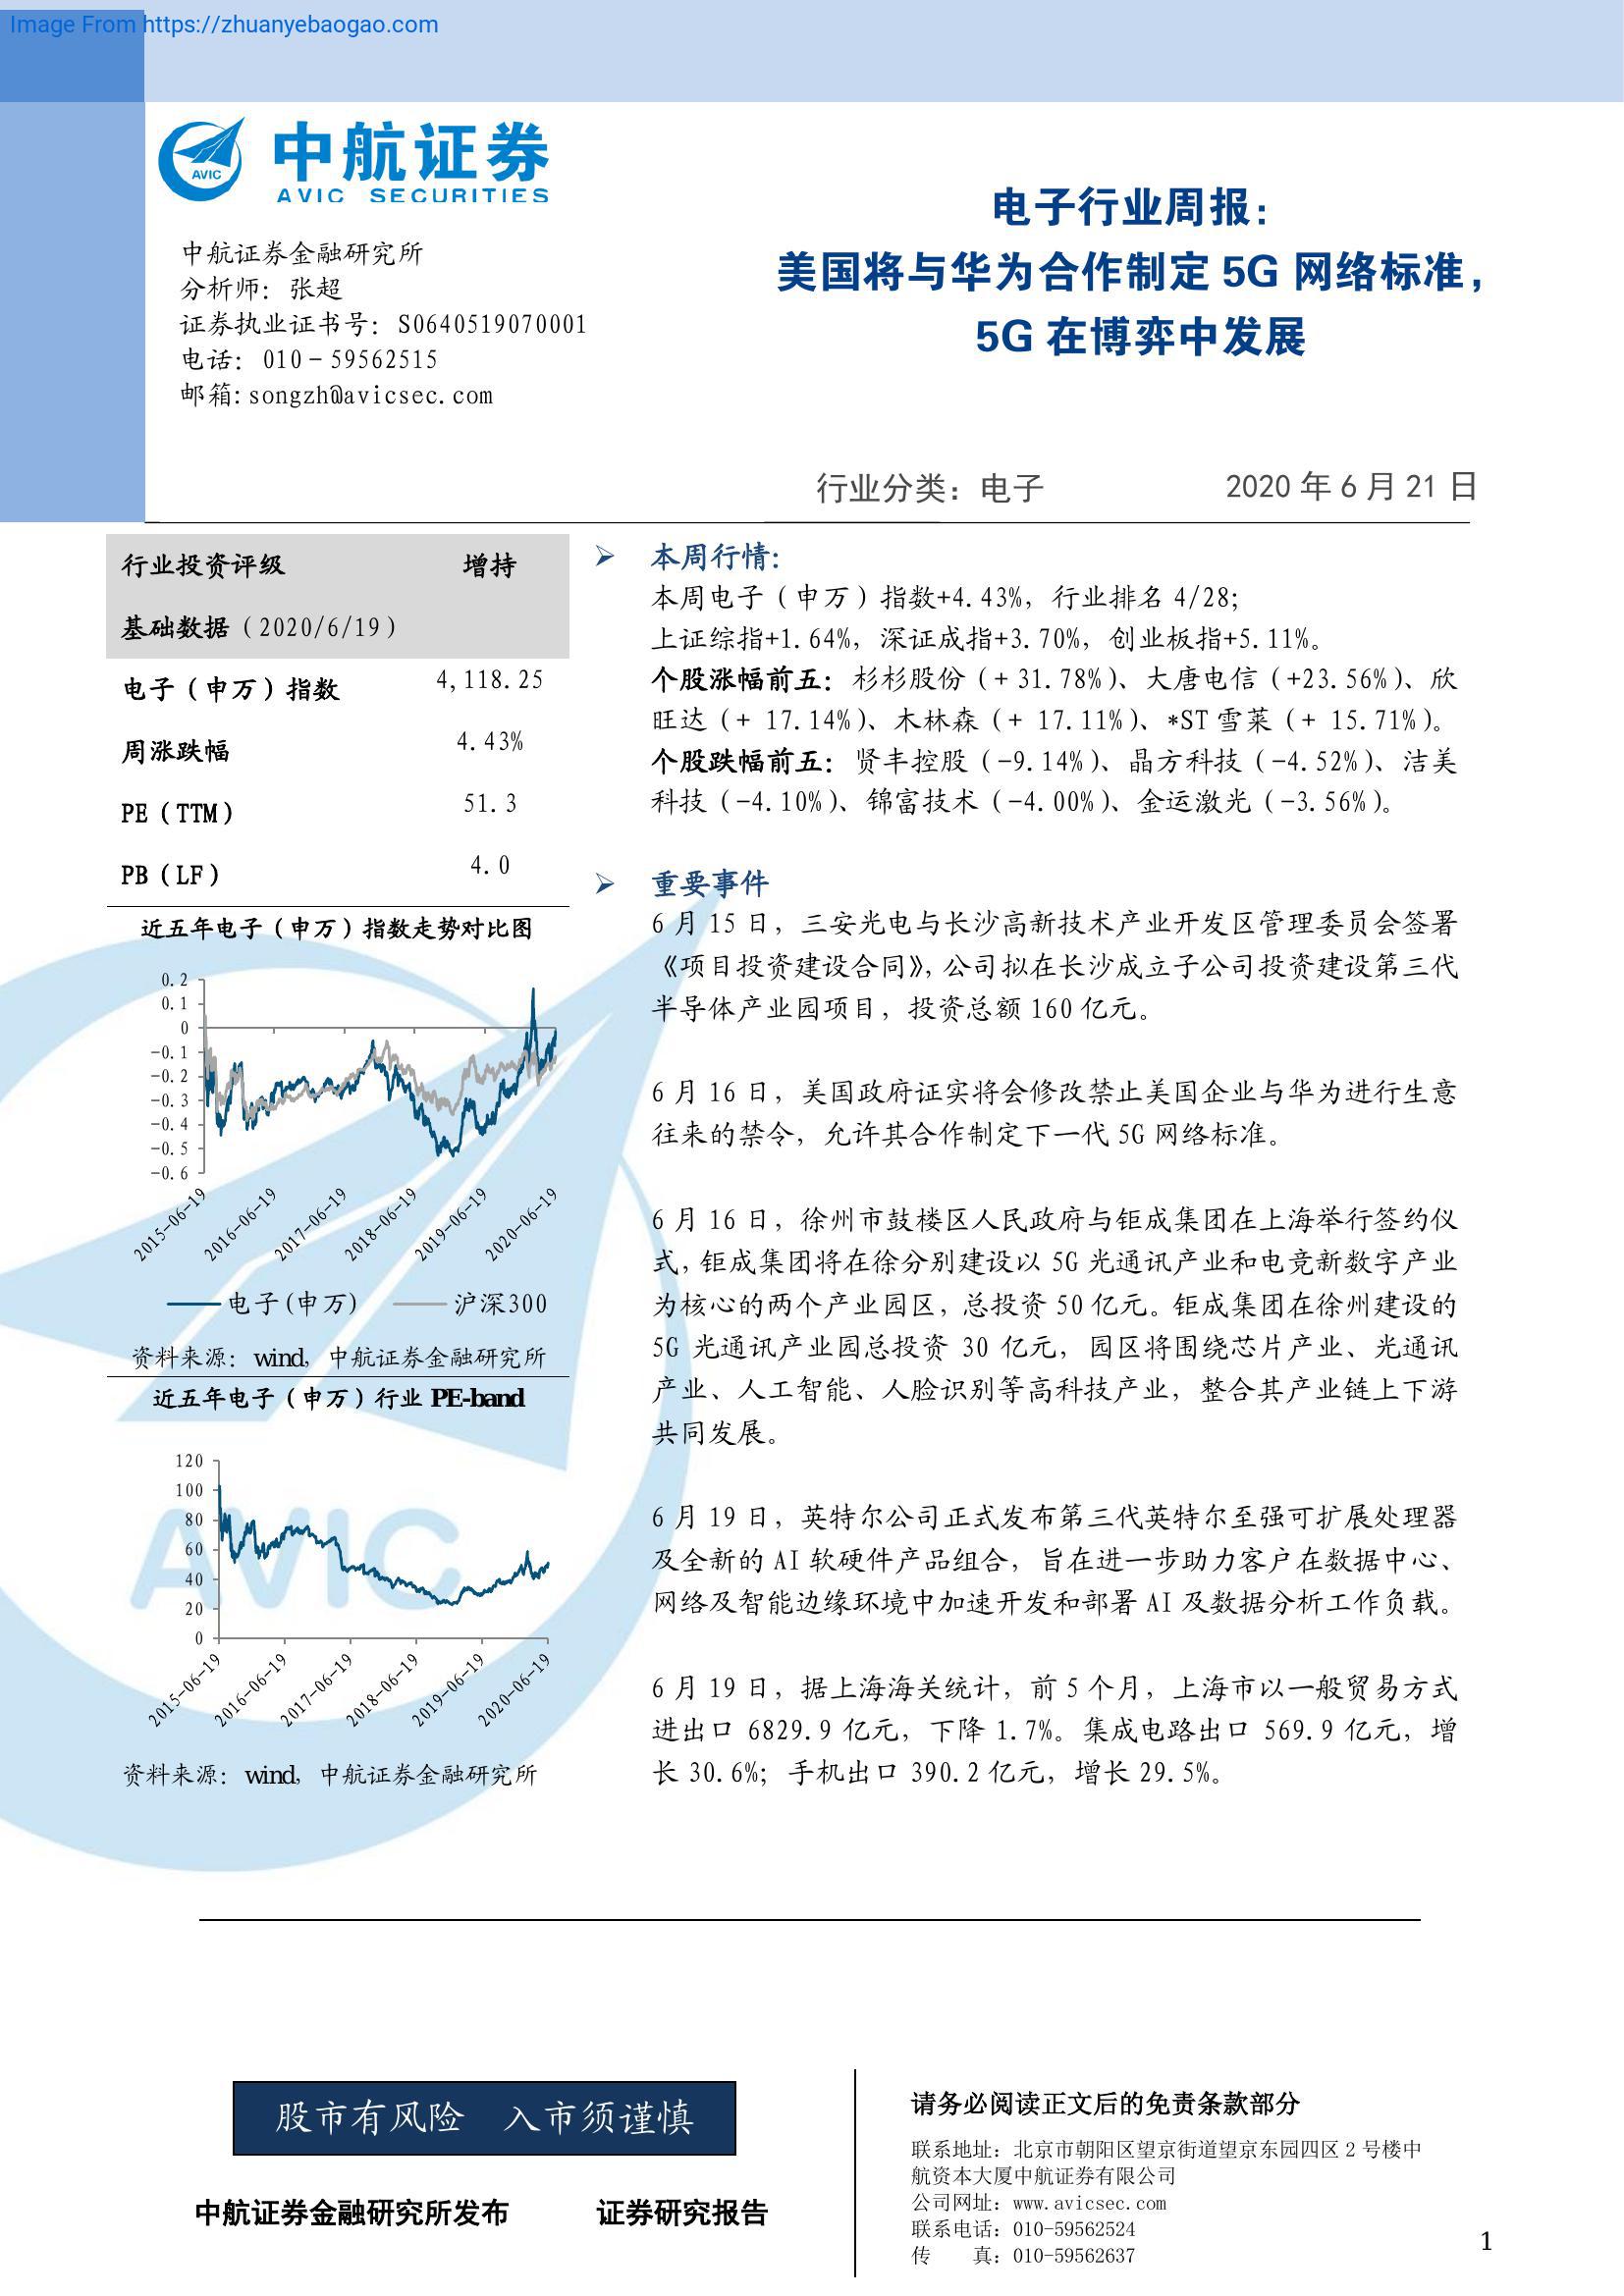 Image From https://zhuanyebaogao.com
AVIC
中航证券
AVIC SECURITIES
中航证券金融研究所
分析师：张超
证券执业证书号：S0640519070001
电话：010－59562515
邮箱:songzh@avicsec.com
电子行业周报：
美国将与华为合作制定 5G 网络标准，
5G 在博弈中发展
行业分类：电子 2020 年 6 月 21 日
行业投资评级 增持
基础数据（2020/6/19）
电子（申万）指数 4,118.25
周涨跌幅 4.43%
PE（TTM） 51.3
PB（LF） 4.0
近五年电子（申万）指数走势对比图
0.2
0.1
0
-0.1
-0.2
-0.3
-0.4
-0.5
-0.6
2015-06-19
2016-06-19
2017-06-19
2018-06-19
2019-06-19
2020-06-19
电子(申万) 沪深300
资料来源：wind，中航证券金融研究所
近五年电子（申万）行业 PE-band
120
100
80
60
40
20
0
2015-06-19
2016-06-19
2017-06-19
2018-06-19
2019-06-19
2020-06-19
资料来源：wind，中航证券金融研究所
AVIC
➢ 本周行情：
本周电子（申万）指数+4.43%，行业排名 4/28；
上证综指+1.64%，深证成指+3.70%，创业板指+5.11%。
个股涨幅前五：杉杉股份（+ 31.78%）、大唐电信（+23.56%）、欣
旺达（+ 17.14%）、木林森（+ 17.11%）、*ST 雪莱（+ 15.71%）。
个股跌幅前五：贤丰控股（-9.14%）、晶方科技（-4.52%）、洁美
科技（-4.10%）、锦富技术（-4.00%）、金运激光（-3.56%）。
➢ 重要事件
6 月 15 日，三安光电与长沙高新技术产业开发区管理委员会签署
《项目投资建设合同》，公司拟在长沙成立子公司投资建设第三代
半导体产业园项目，投资总额 160 亿元。
6 月 16 日，美国政府证实将会修改禁止美国企业与华为进行生意
往来的禁令，允许其合作制定下一代 5G 网络标准。
6 月 16 日，徐州市鼓楼区人民政府与钜成集团在上海举行签约仪
式，钜成集团将在徐分别建设以 5G 光通讯产业和电竞新数字产业
为核心的两个产业园区，总投资 50 亿元。钜成集团在徐州建设的
5G 光通讯产业园总投资 30 亿元，园区将围绕芯片产业、光通讯
产业、人工智能、人脸识别等高科技产业，整合其产业链上下游
共同发展。
6 月 19 日，英特尔公司正式发布第三代英特尔至强可扩展处理器
及全新的 AI 软硬件产品组合，旨在进一步助力客户在数据中心、
网络及智能边缘环境中加速开发和部署 AI 及数据分析工作负载。
6 月 19 日，据上海海关统计，前 5 个月，上海市以一般贸易方式
进出口 6829.9 亿元，下降 1.7%。集成电路出口 569.9 亿元，增
长 30.6%；手机出口 390.2 亿元，增长 29.5%。
股市有风险 入市须谨慎
中航证券金融研究所发布 证券研究报告
请务必阅读正文后的免责条款部分
联系地址：北京市朝阳区望京街道望京东园四区 2 号楼中
航资本大厦中航证券有限公司
公司网址：www.avicsec.com
联系电话：010-59562524
传 真：010-59562637
1